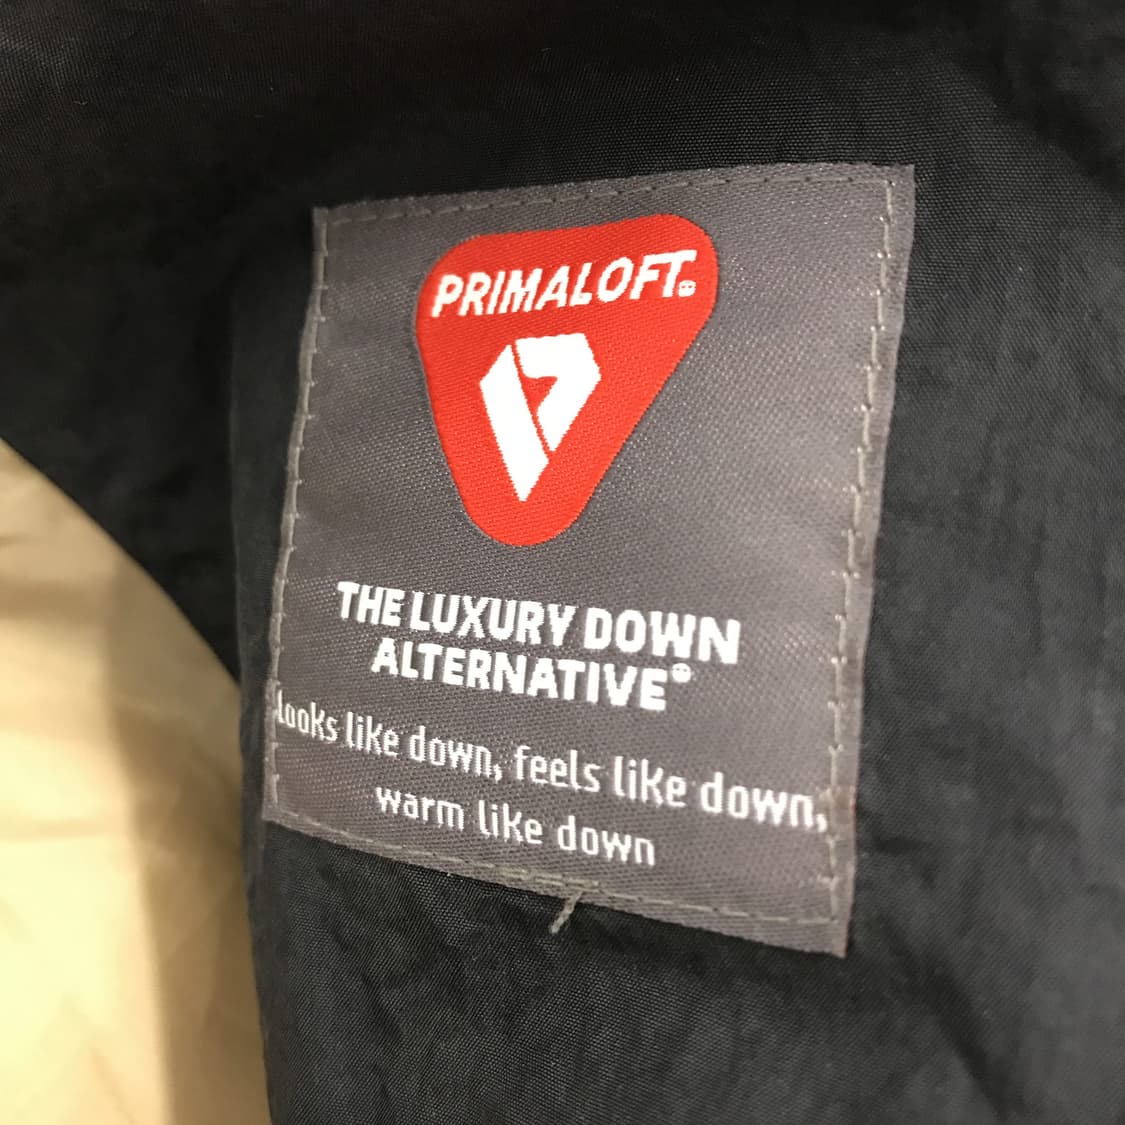 PRIMALOFT®
THE LUXURY DOWN
ALTERNATIVE®
Looks like down, feels like down,
warm like down